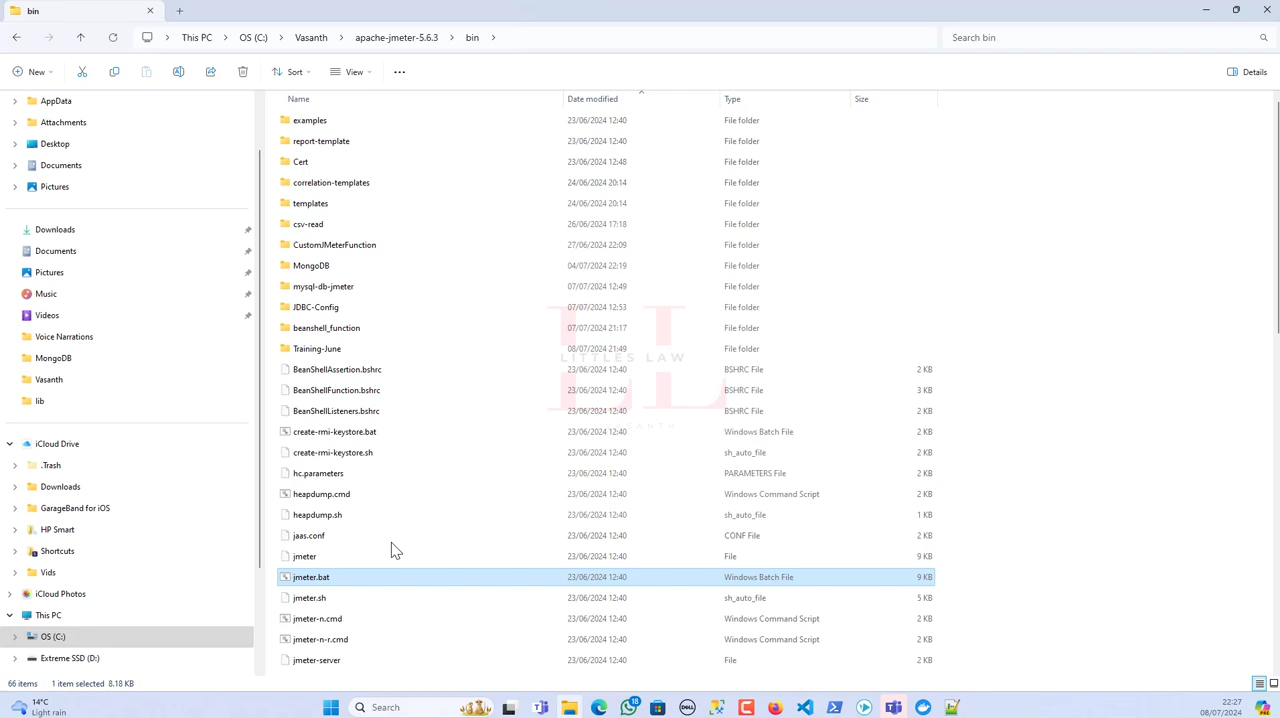 bin
This PC > OS (C:) > Vasanth > apache-jmeter-5.6.3 > bin >
Search bin
New
Sort
View
Details
AppData
Attachments
Desktop
Documents
Pictures
Downloads
Documents
Pictures
Music
Videos
Voice Narrations
MongoDB
Vasanth
lib
iCloud Drive
.Trash
Downloads
GarageBand for iOS
HP Smart
Shortcuts
Vids
iCloud Photos
This PC
OS (C:)
Extreme SSD (D:)
Name Date modified Type Size
examples 23/06/2024 12:40 File folder
report-template 23/06/2024 12:40 File folder
Cert 23/06/2024 12:48 File folder
correlation-templates 24/06/2024 20:14 File folder
templates 24/06/2024 20:14 File folder
csv-read 26/06/2024 17:18 File folder
CustomJMeterFunction 27/06/2024 22:09 File folder
MongoDB 04/07/2024 22:19 File folder
mysql-db-jmeter 07/07/2024 12:49 File folder
JDBC-Config 07/07/2024 12:53 File folder
beanshell_function 07/07/2024 21:17 File folder
Training-June 08/07/2024 21:49 File folder
BeanShellAssertion.bshrc 23/06/2024 12:40 BSHRC File 2 KB
BeanShellFunction.bshrc 23/06/2024 12:40 BSHRC File 3 KB
BeanShellListeners.bshrc 23/06/2024 12:40 BSHRC File 2 KB
create-rmi-keystore.bat 23/06/2024 12:40 Windows Batch File 2 KB
create-rmi-keystore.sh 23/06/2024 12:40 sh_auto_file 2 KB
hc.parameters 23/06/2024 12:40 PARAMETERS File 2 KB
heapdump.cmd 23/06/2024 12:40 Windows Command Script 2 KB
heapdump.sh 23/06/2024 12:40 sh_auto_file 1 KB
jaas.conf 23/06/2024 12:40 CONF File 2 KB
jmeter 23/06/2024 12:40 File 9 KB
jmeter.bat 23/06/2024 12:40 Windows Batch File 9 KB
jmeter.sh 23/06/2024 12:40 sh_auto_file 5 KB
jmeter-n.cmd 23/06/2024 12:40 Windows Command Script 2 KB
jmeter-n-r.cmd 23/06/2024 12:40 Windows Command Script 2 KB
jmeter-server 23/06/2024 12:40 File 2 KB
LL
LITTLES LAW
VASANTH
66 items 1 item selected 8.18 KB
14°C
Light rain
Search
18
DELL
22:27
08/07/2024